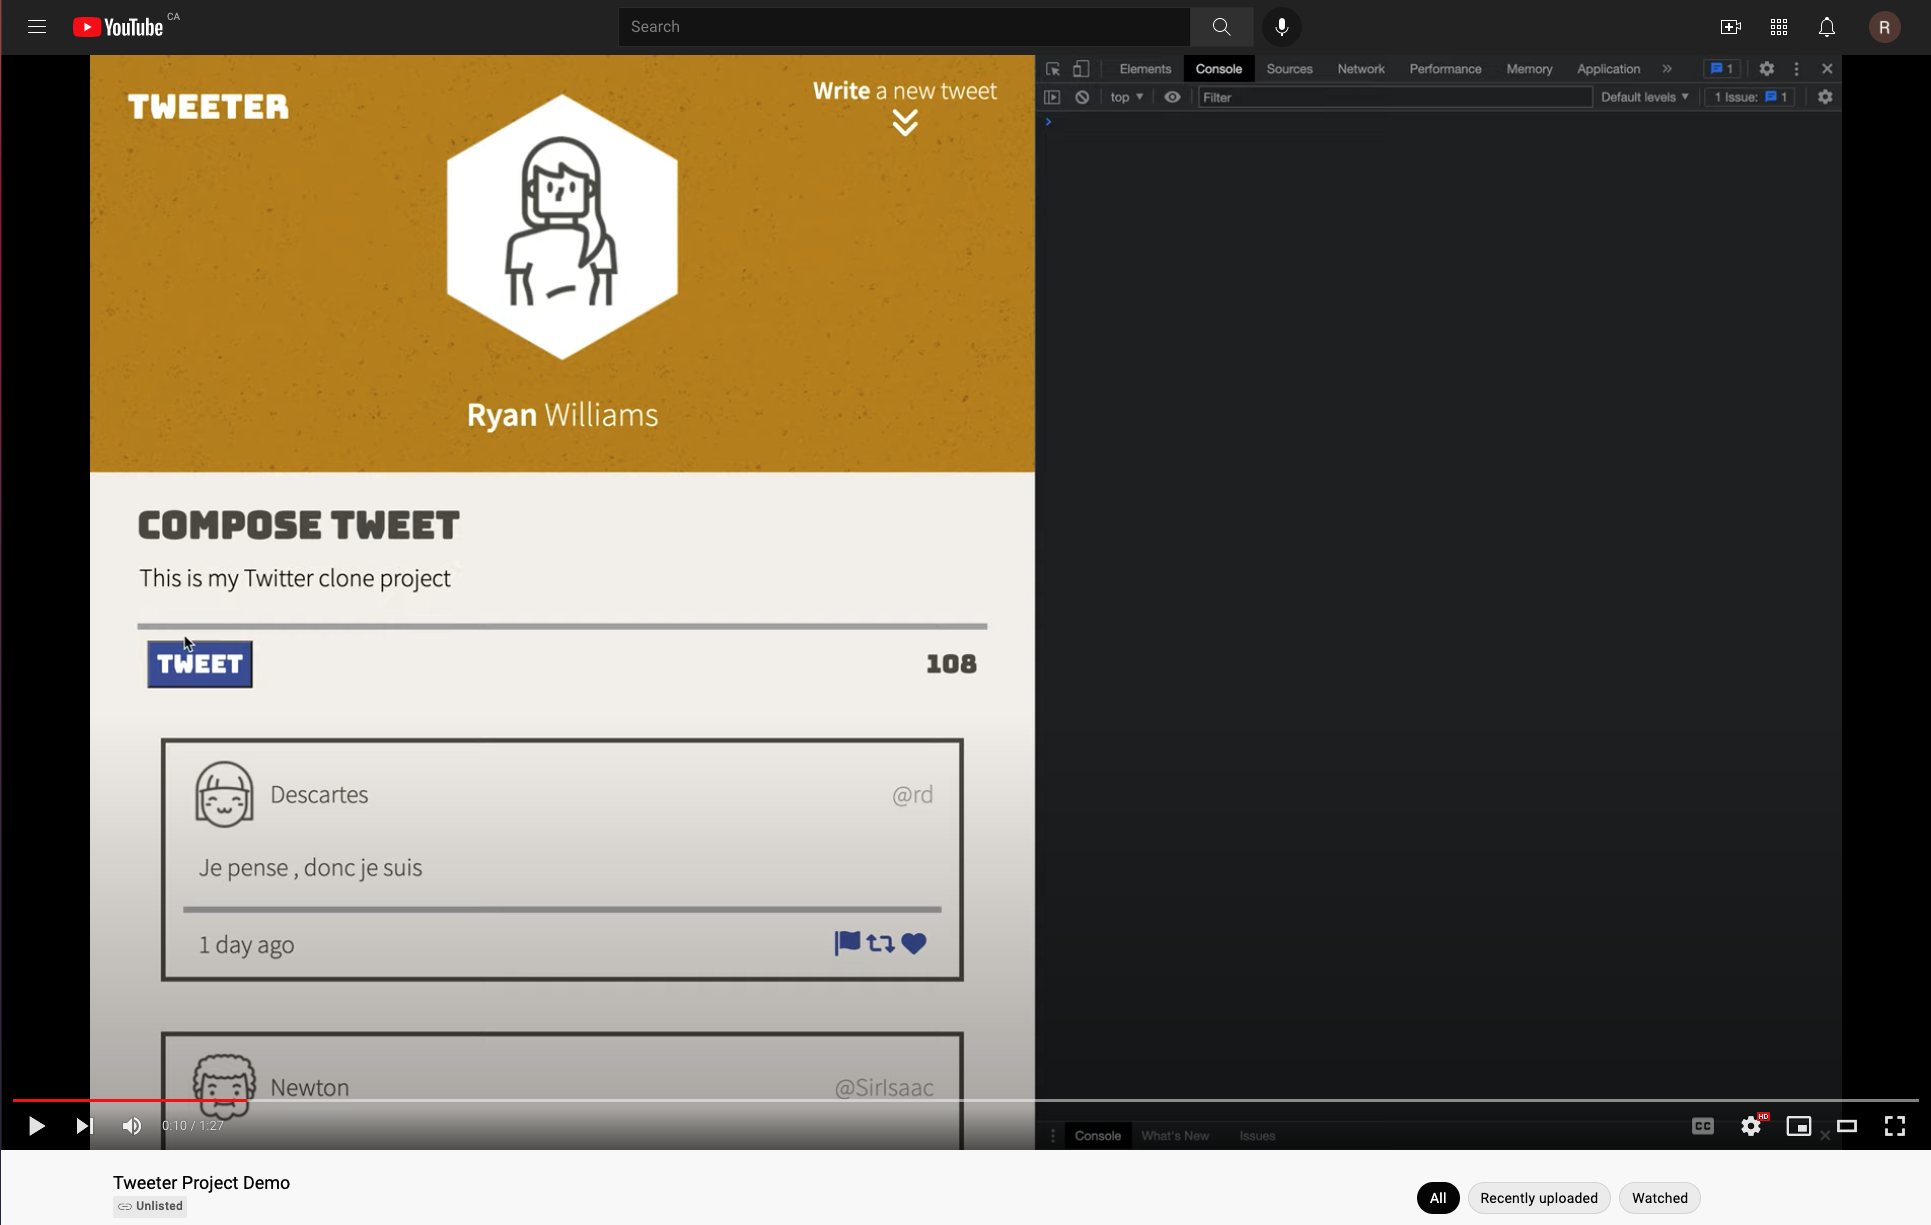 YouTube CA
Search
R
TWEETER
Write a new tweet
Ryan Williams
COMPOSE TWEET
This is my Twitter clone project
TWEET
108
Descartes
@rd
Je pense , donc je suis
1 day ago
Newton
@SirIsaac
Elements Console Sources Network Performance Memory Application » 1
top Filter Default levels 1 Issue: 1
Console What's New Issues
0:10 / 1:27
CC HD
Tweeter Project Demo
Unlisted
All Recently uploaded Watched